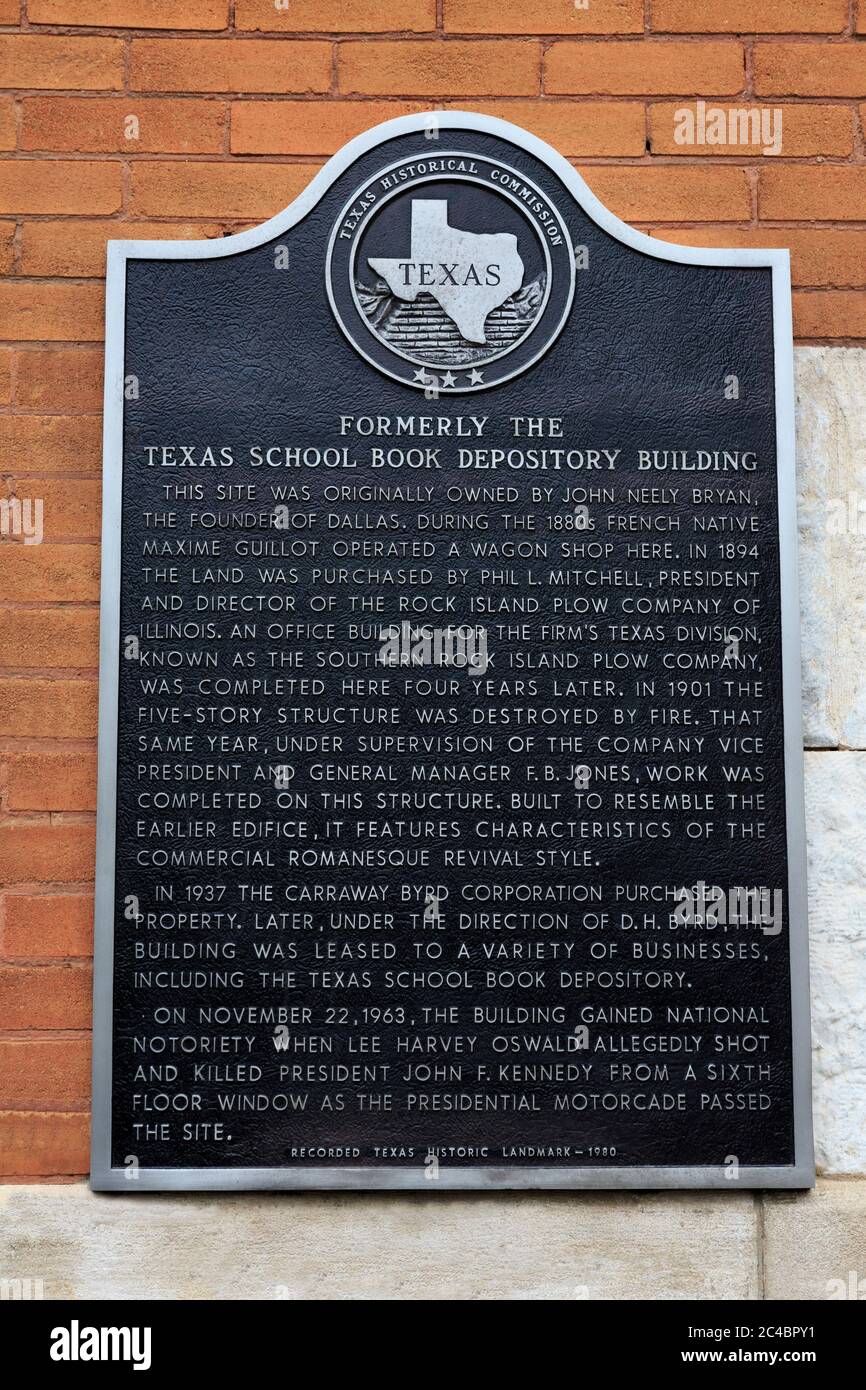 TEXAS HISTORICAL COMMISSION
TEXAS
FORMERLY THE
TEXAS SCHOOL BOOK DEPOSITORY BUILDING
THIS SITE WAS ORIGINALLY OWNED BY JOHN NEELY BRYAN,
THE FOUNDER OF DALLAS. DURING THE 1880s FRENCH NATIVE
MAXIME GUILLOT OPERATED A WAGON SHOP HERE. IN 1894
THE LAND WAS PURCHASED BY PHIL L. MITCHELL, PRESIDENT
AND DIRECTOR OF THE ROCK ISLAND PLOW COMPANY OF
ILLINOIS. AN OFFICE BUILDING FOR THE FIRM'S TEXAS DIVISION,
KNOWN AS THE SOUTHERN ROCK ISLAND PLOW COMPANY,
WAS COMPLETED HERE FOUR YEARS LATER. IN 1901 THE
FIVE-STORY STRUCTURE WAS DESTROYED BY FIRE. THAT
SAME YEAR, UNDER SUPERVISION OF THE COMPANY VICE
PRESIDENT AND GENERAL MANAGER F. B. JONES, WORK WAS
COMPLETED ON THIS STRUCTURE. BUILT TO RESEMBLE THE
EARLIER EDIFICE, IT FEATURES CHARACTERISTICS OF THE
COMMERCIAL ROMANESQUE REVIVAL STYLE.
IN 1937 THE CARRAWAY BYRD CORPORATION PURCHASED THE
PROPERTY. LATER, UNDER THE DIRECTION OF D. H. BYRD, THE
BUILDING WAS LEASED TO A VARIETY OF BUSINESSES,
INCLUDING THE TEXAS SCHOOL BOOK DEPOSITORY.
ON NOVEMBER 22, 1963, THE BUILDING GAINED NATIONAL
NOTORIETY WHEN LEE HARVEY OSWALD ALLEGEDLY SHOT
AND KILLED PRESIDENT JOHN F. KENNEDY FROM A SIXTH
FLOOR WINDOW AS THE PRESIDENTIAL MOTORCADE PASSED
THE SITE.
RECORDED TEXAS HISTORIC LANDMARK – 1980
alamy
Image ID: 2C4BPY1
www.alamy.com